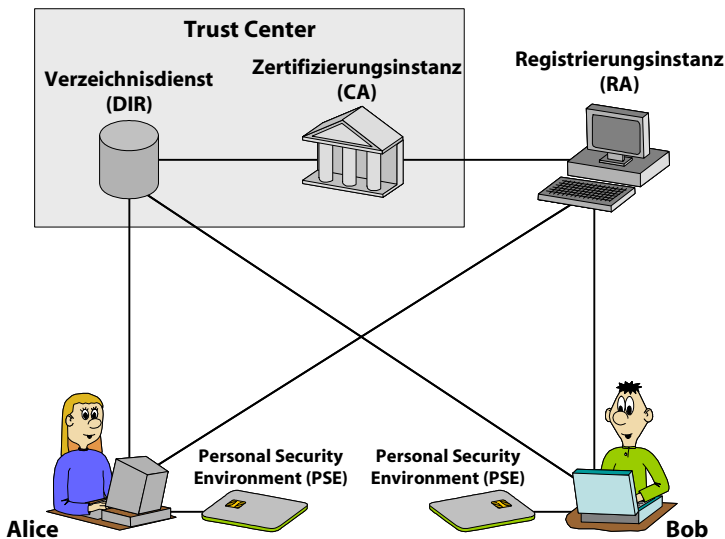 Trust Center
Verzeichnisdienst
(DIR)
Zertifizierungsinstanz
(CA)
Registrierungsinstanz
(RA)
Personal Security
Environment (PSE)
Personal Security
Environment (PSE)
Alice
Bob